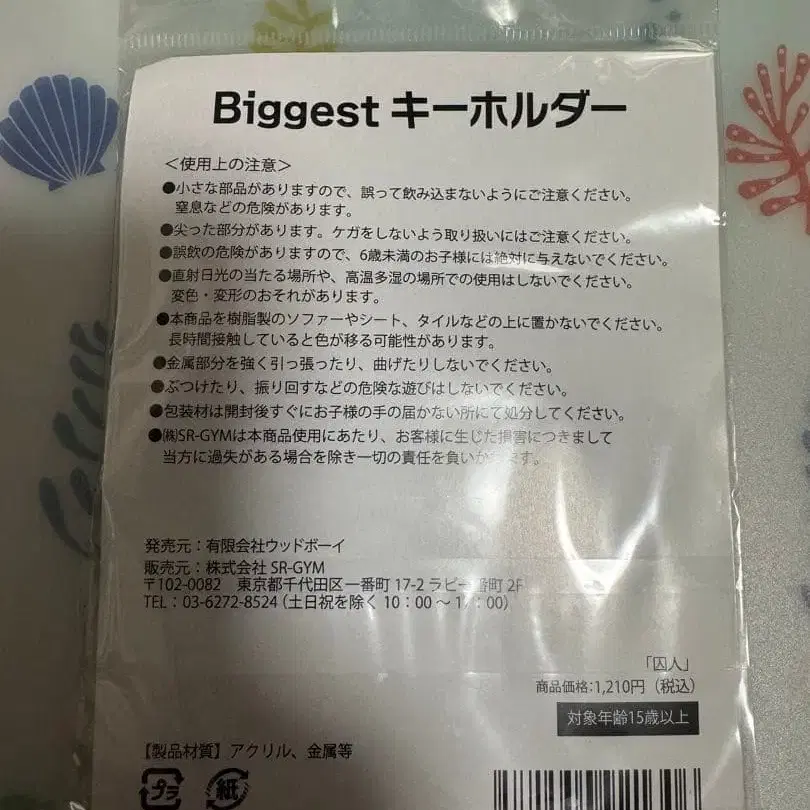 Biggest キーホルダー
＜使用上の注意＞
●小さな部品がありますので、誤って飲み込まないようにご注意ください。
窒息などの危険があります。
●尖った部分があります。ケガをしないよう取り扱いにはご注意ください。
●誤飲の危険がありますので、6歳未満のお子様には絶対に与えないでください。
●直射日光の当たる場所や、高温多湿の場所での使用はしないでください。
変色・変形のおそれがあります。
●本商品を樹脂製のソファーやシート、タイルなどの上に置かないでください。
長時間接触していると色が移る可能性があります。
●金属部分を強く引っ張ったり、曲げたりしないでください。
●ぶつけたり、振り回すなどの危険な遊びはしないでください。
●包装材は開封後すぐにお子様の手の届かない所にて処分してください。
●㈱SR-GYMは本商品使用にあたり、お客様に生じた損害につきまして
当方に過失がある場合を除き一切の責任を負いか す。
発売元：有限会社ウッドボーイ
販売元：株式会社 SR-GYM
〒102-0082 東京都千代田区一番町 17-2 ラビー一番町 2F
TEL：03-6272-8524（土日祝を除く 10：00 ～ ：00）
「囚人」
商品価格:1,210円（税込）
対象年齢15歳以上
【製品材質】アクリル、金属等
プラ 紙